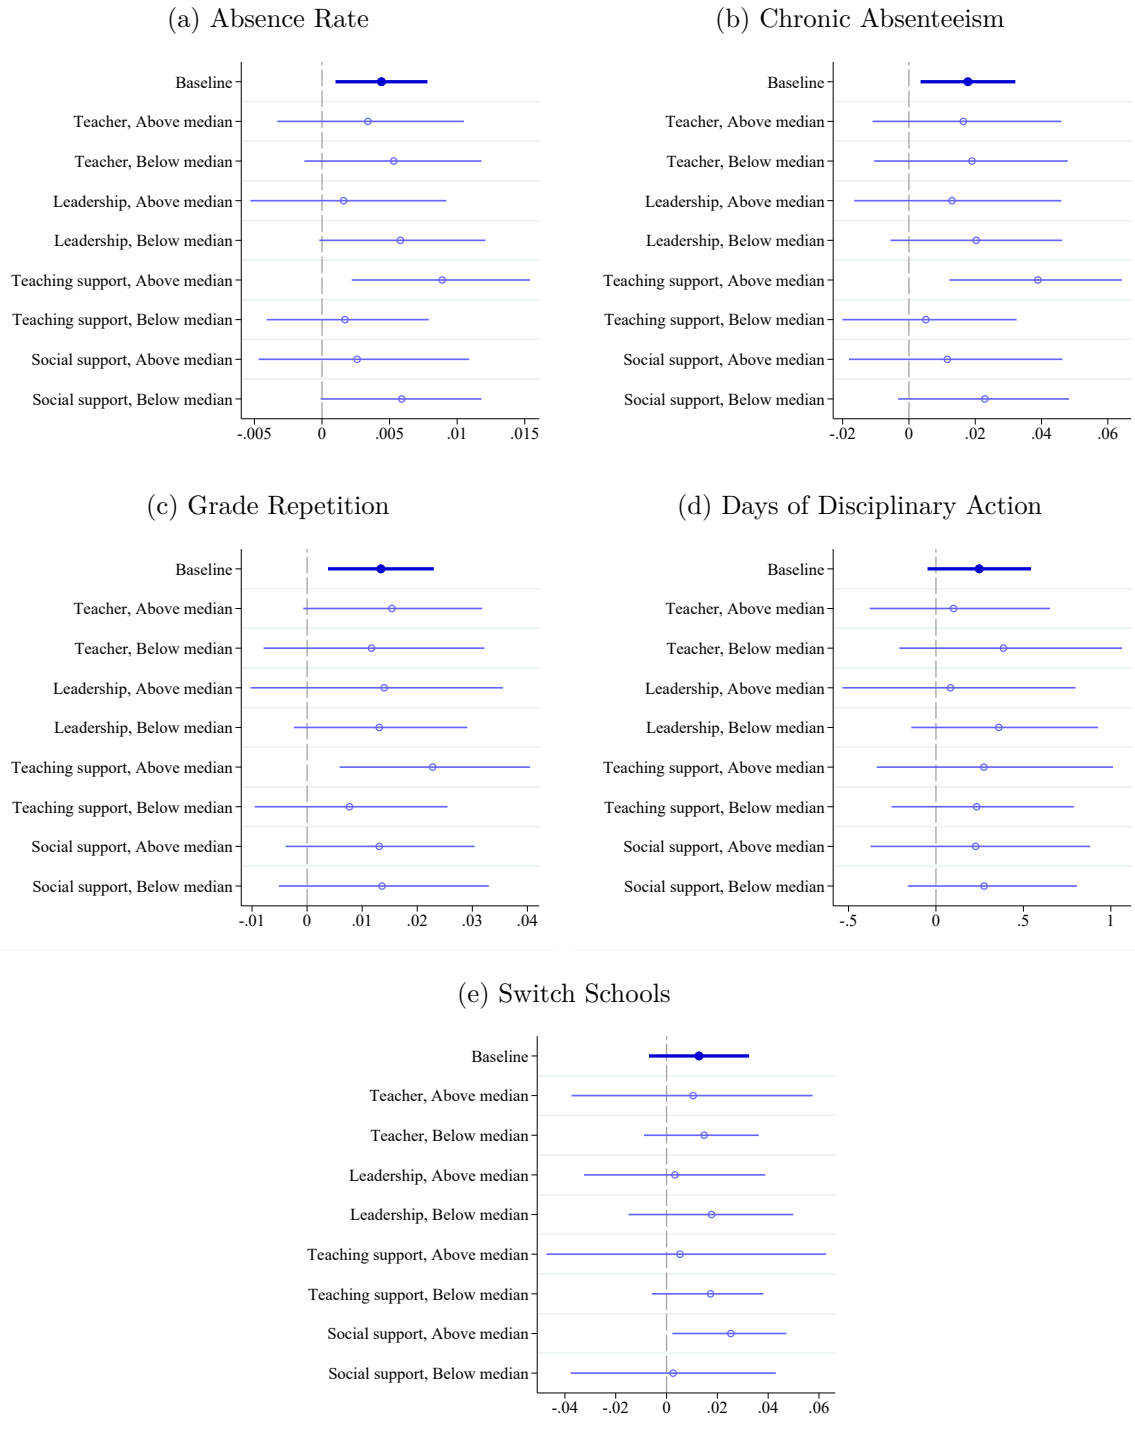 (a) Absence Rate
Baseline
Teacher, Above median
Teacher, Below median
Leadership, Above median
Leadership, Below median
Teaching support, Above median
Teaching support, Below median
Social support, Above median
Social support, Below median
-.005 0 .005 .01 .015
(b) Chronic Absenteeism
Baseline
Teacher, Above median
Teacher, Below median
Leadership, Above median
Leadership, Below median
Teaching support, Above median
Teaching support, Below median
Social support, Above median
Social support, Below median
-.02 0 .02 .04 .06
(c) Grade Repetition
Baseline
Teacher, Above median
Teacher, Below median
Leadership, Above median
Leadership, Below median
Teaching support, Above median
Teaching support, Below median
Social support, Above median
Social support, Below median
-.01 0 .01 .02 .03 .04
(d) Days of Disciplinary Action
Baseline
Teacher, Above median
Teacher, Below median
Leadership, Above median
Leadership, Below median
Teaching support, Above median
Teaching support, Below median
Social support, Above median
Social support, Below median
-.5 0 .5 1
(e) Switch Schools
Baseline
Teacher, Above median
Teacher, Below median
Leadership, Above median
Leadership, Below median
Teaching support, Above median
Teaching support, Below median
Social support, Above median
Social support, Below median
-.04 -.02 0 .02 .04 .06